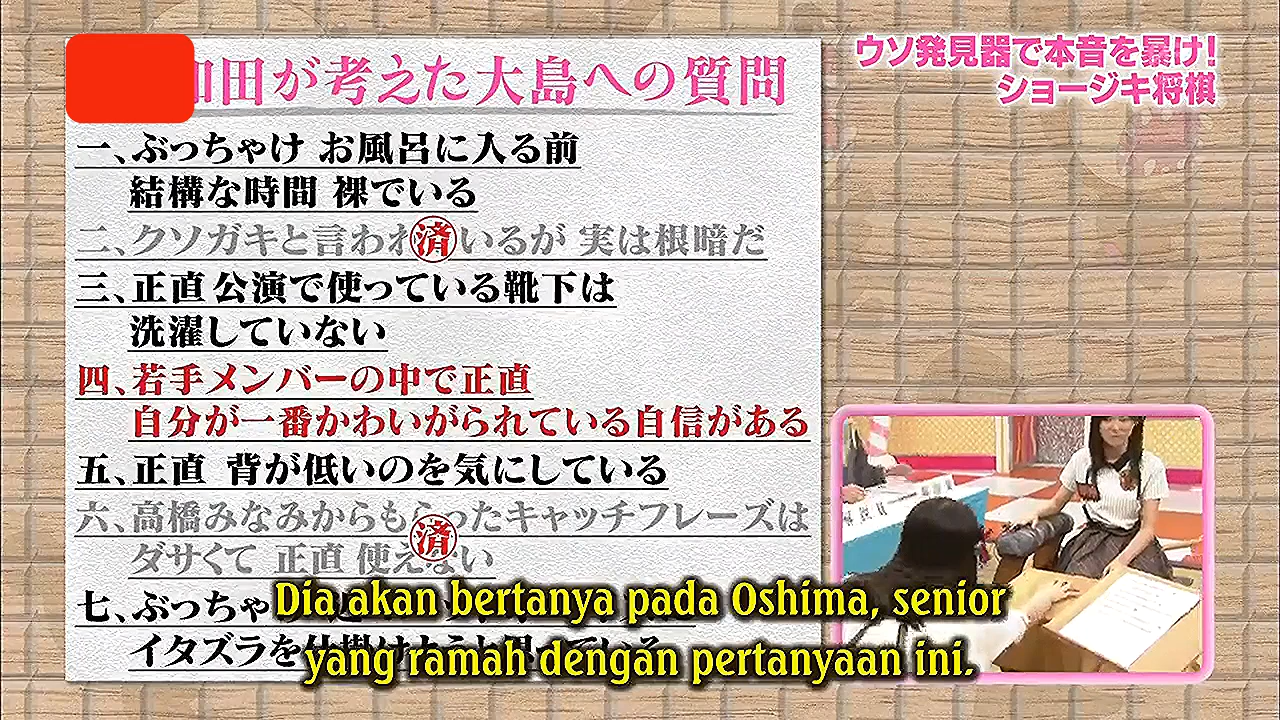 ウソ発見器で本音を暴け!
ショージキ将棋
田が考えた大島への質問
一、ぶっちゃけ お風呂に入る前
結構な時間 裸でいる
二、クソガキと言われ済いるが 実は根暗だ
三、正直 公演で使っている靴下は
洗濯していない
四、若手メンバーの中で正直
自分が一番かわいがられている自信がある
五、正直 背が低いのを気にしている
六、高橋みなみからもらったキャッチフレーズは
済
ダサくて 正直 使えない
七、ぶっちゃ
イタズラを
Dia akan bertanya pada Oshima, senior
yang ramah dengan pertanyaan ini.